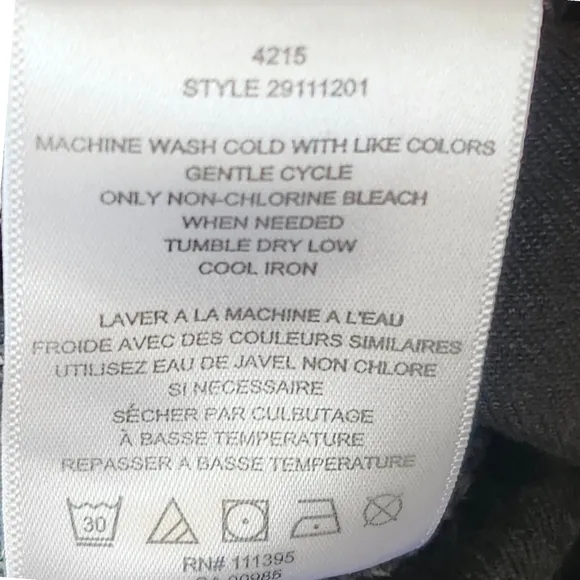 4215
STYLE 29111201
MACHINE WASH COLD WITH LIKE COLORS
GENTLE CYCLE
ONLY NON-CHLORINE BLEACH
WHEN NEEDED
TUMBLE DRY LOW
COOL IRON
LAVER A LA MACHINE A L'EAU
FROIDE AVEC DES COULEURS SIMILAIRES
UTILISEZ EAU DE JAVEL NON CHLORE
SI NECESSAIRE
SÉCHER PAR CULBUTAGE
À BASSE TEMPERATURE
REPASSER A BASSE TEMPERATURE
30
RN# 111395